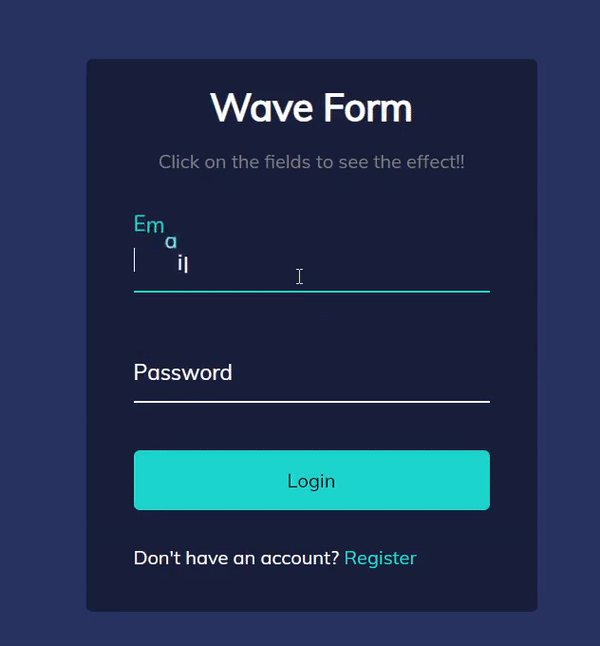 Wave Form
Click on the fields to see the effect!!
Email
Password
Login
Don't have an account? Register